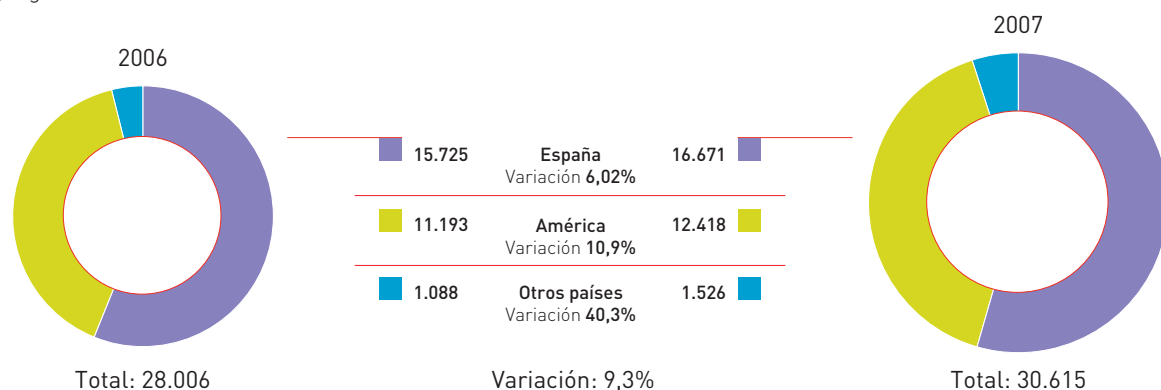 2006
2007
15.725 España 16.671
Variación 6,02%
11.193 América 12.418
Variación 10,9%
1.088 Otros países 1.526
Variación 40,3%
Total: 28.006 Variación: 9,3% Total: 30.615